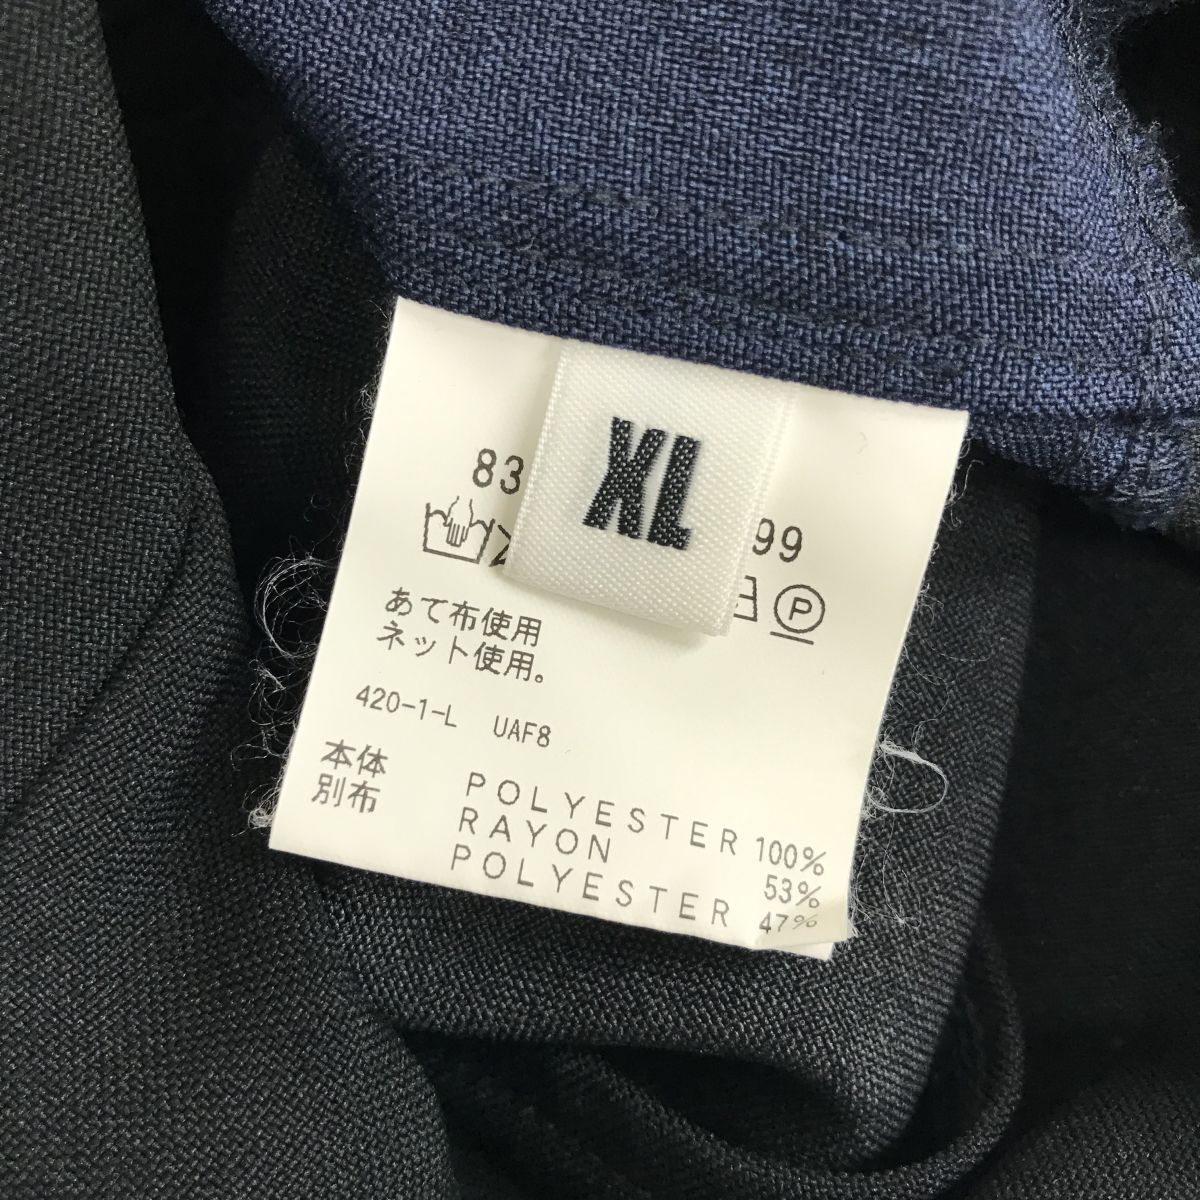 XL
83
99
P
あて布使用
ネット使用。
420-1-L UAF8
本体 POLYESTER 100%
別布 RAYON 53%
POLYESTER 47%